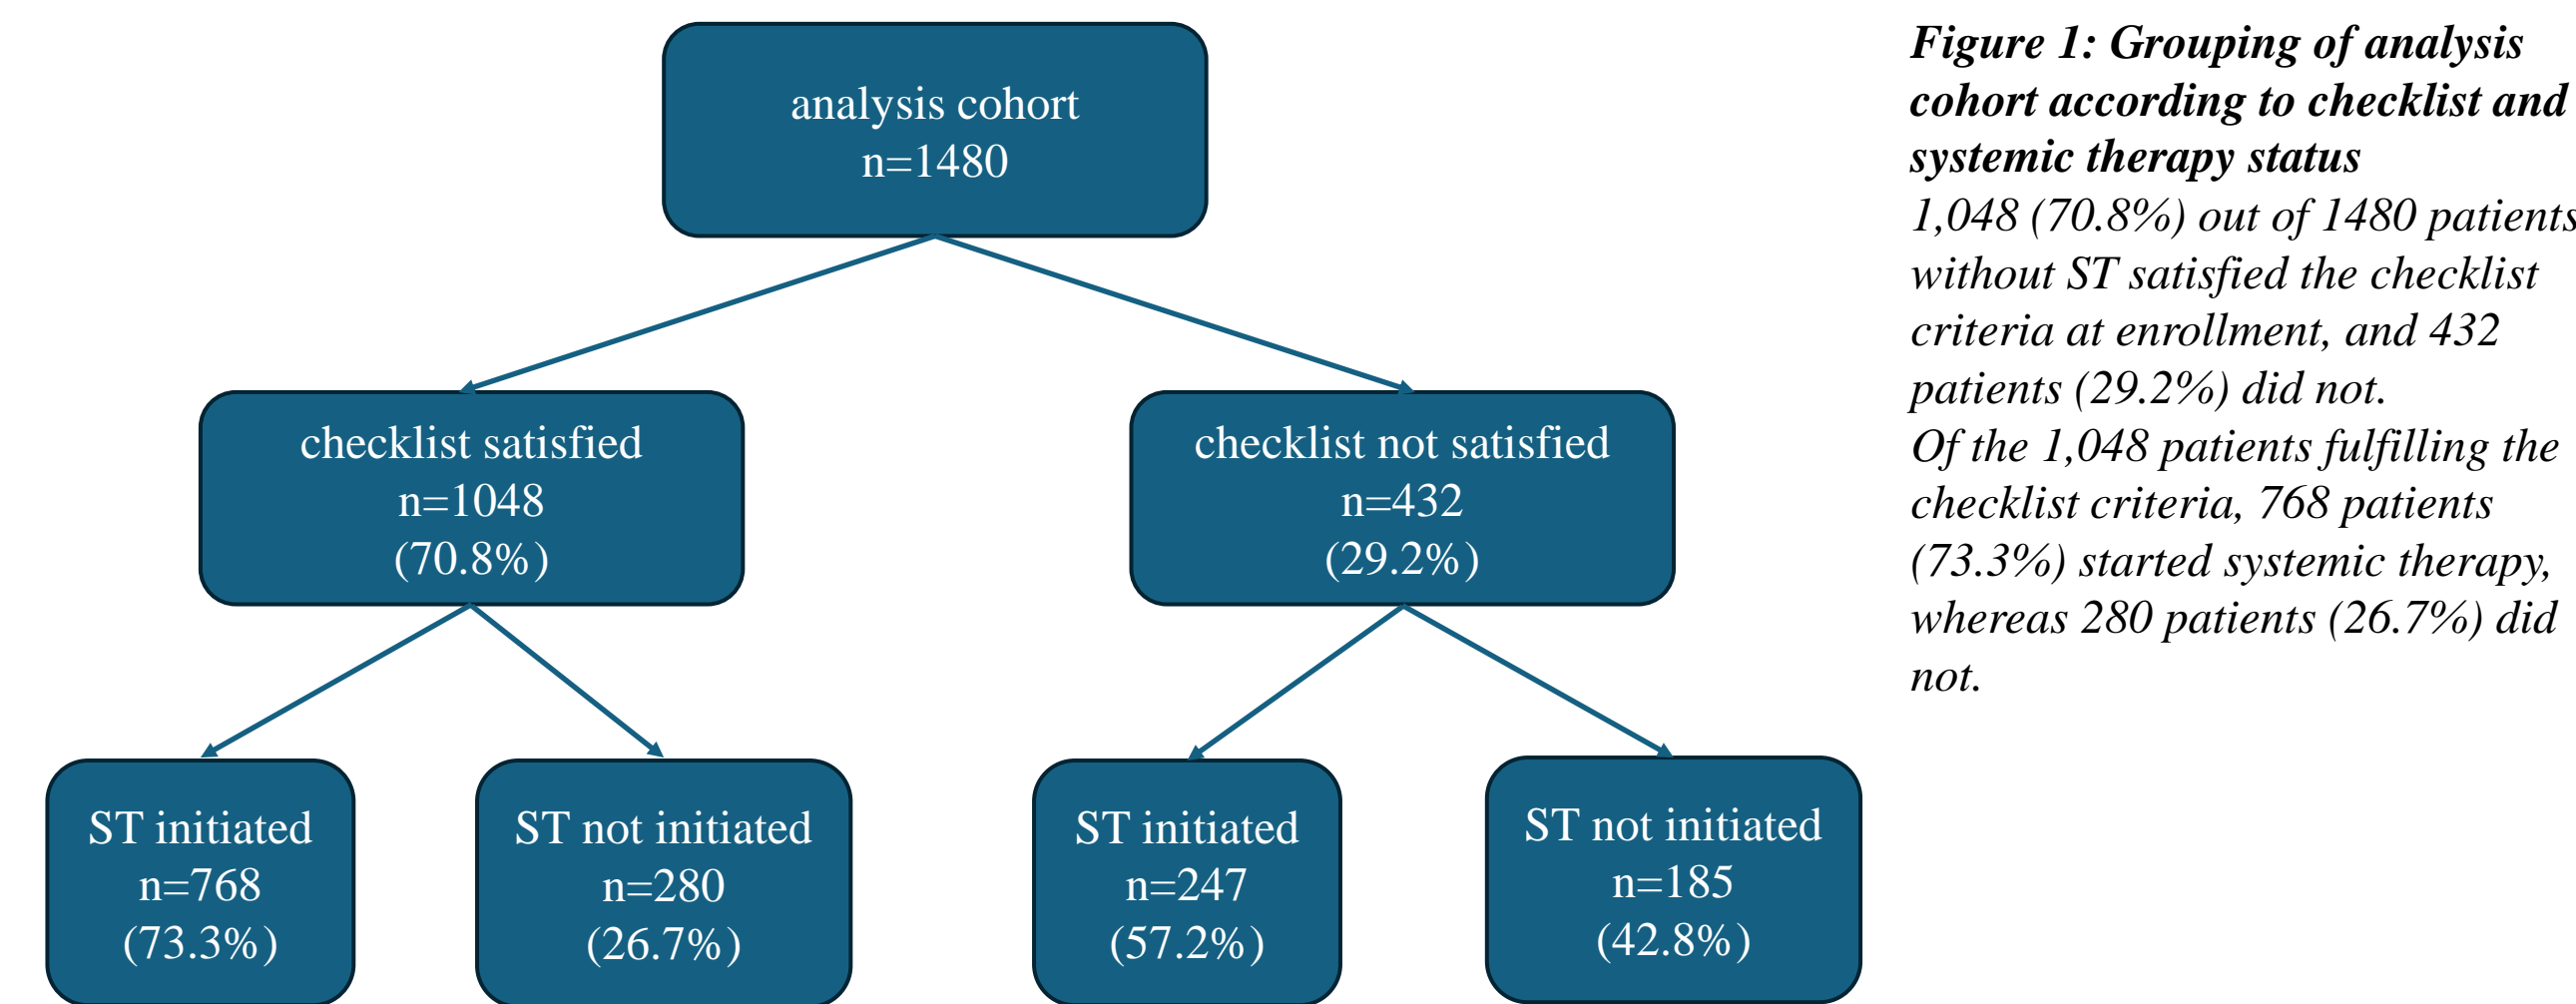 analysis cohort
n=1480
checklist satisfied
n=1048
(70.8%)
checklist not satisfied
n=432
(29.2%)
ST initiated
n=768
(73.3%)
ST not initiated
n=280
(26.7%)
ST initiated
n=247
(57.2%)
ST not initiated
n=185
(42.8%)
Figure 1: Grouping of analysis
cohort according to checklist and
systemic therapy status
1,048 (70.8%) out of 1480 patients
without ST satisfied the checklist
criteria at enrollment, and 432
patients (29.2%) did not.
Of the 1,048 patients fulfilling the
checklist criteria, 768 patients
(73.3%) started systemic therapy,
whereas 280 patients (26.7%) did
not.